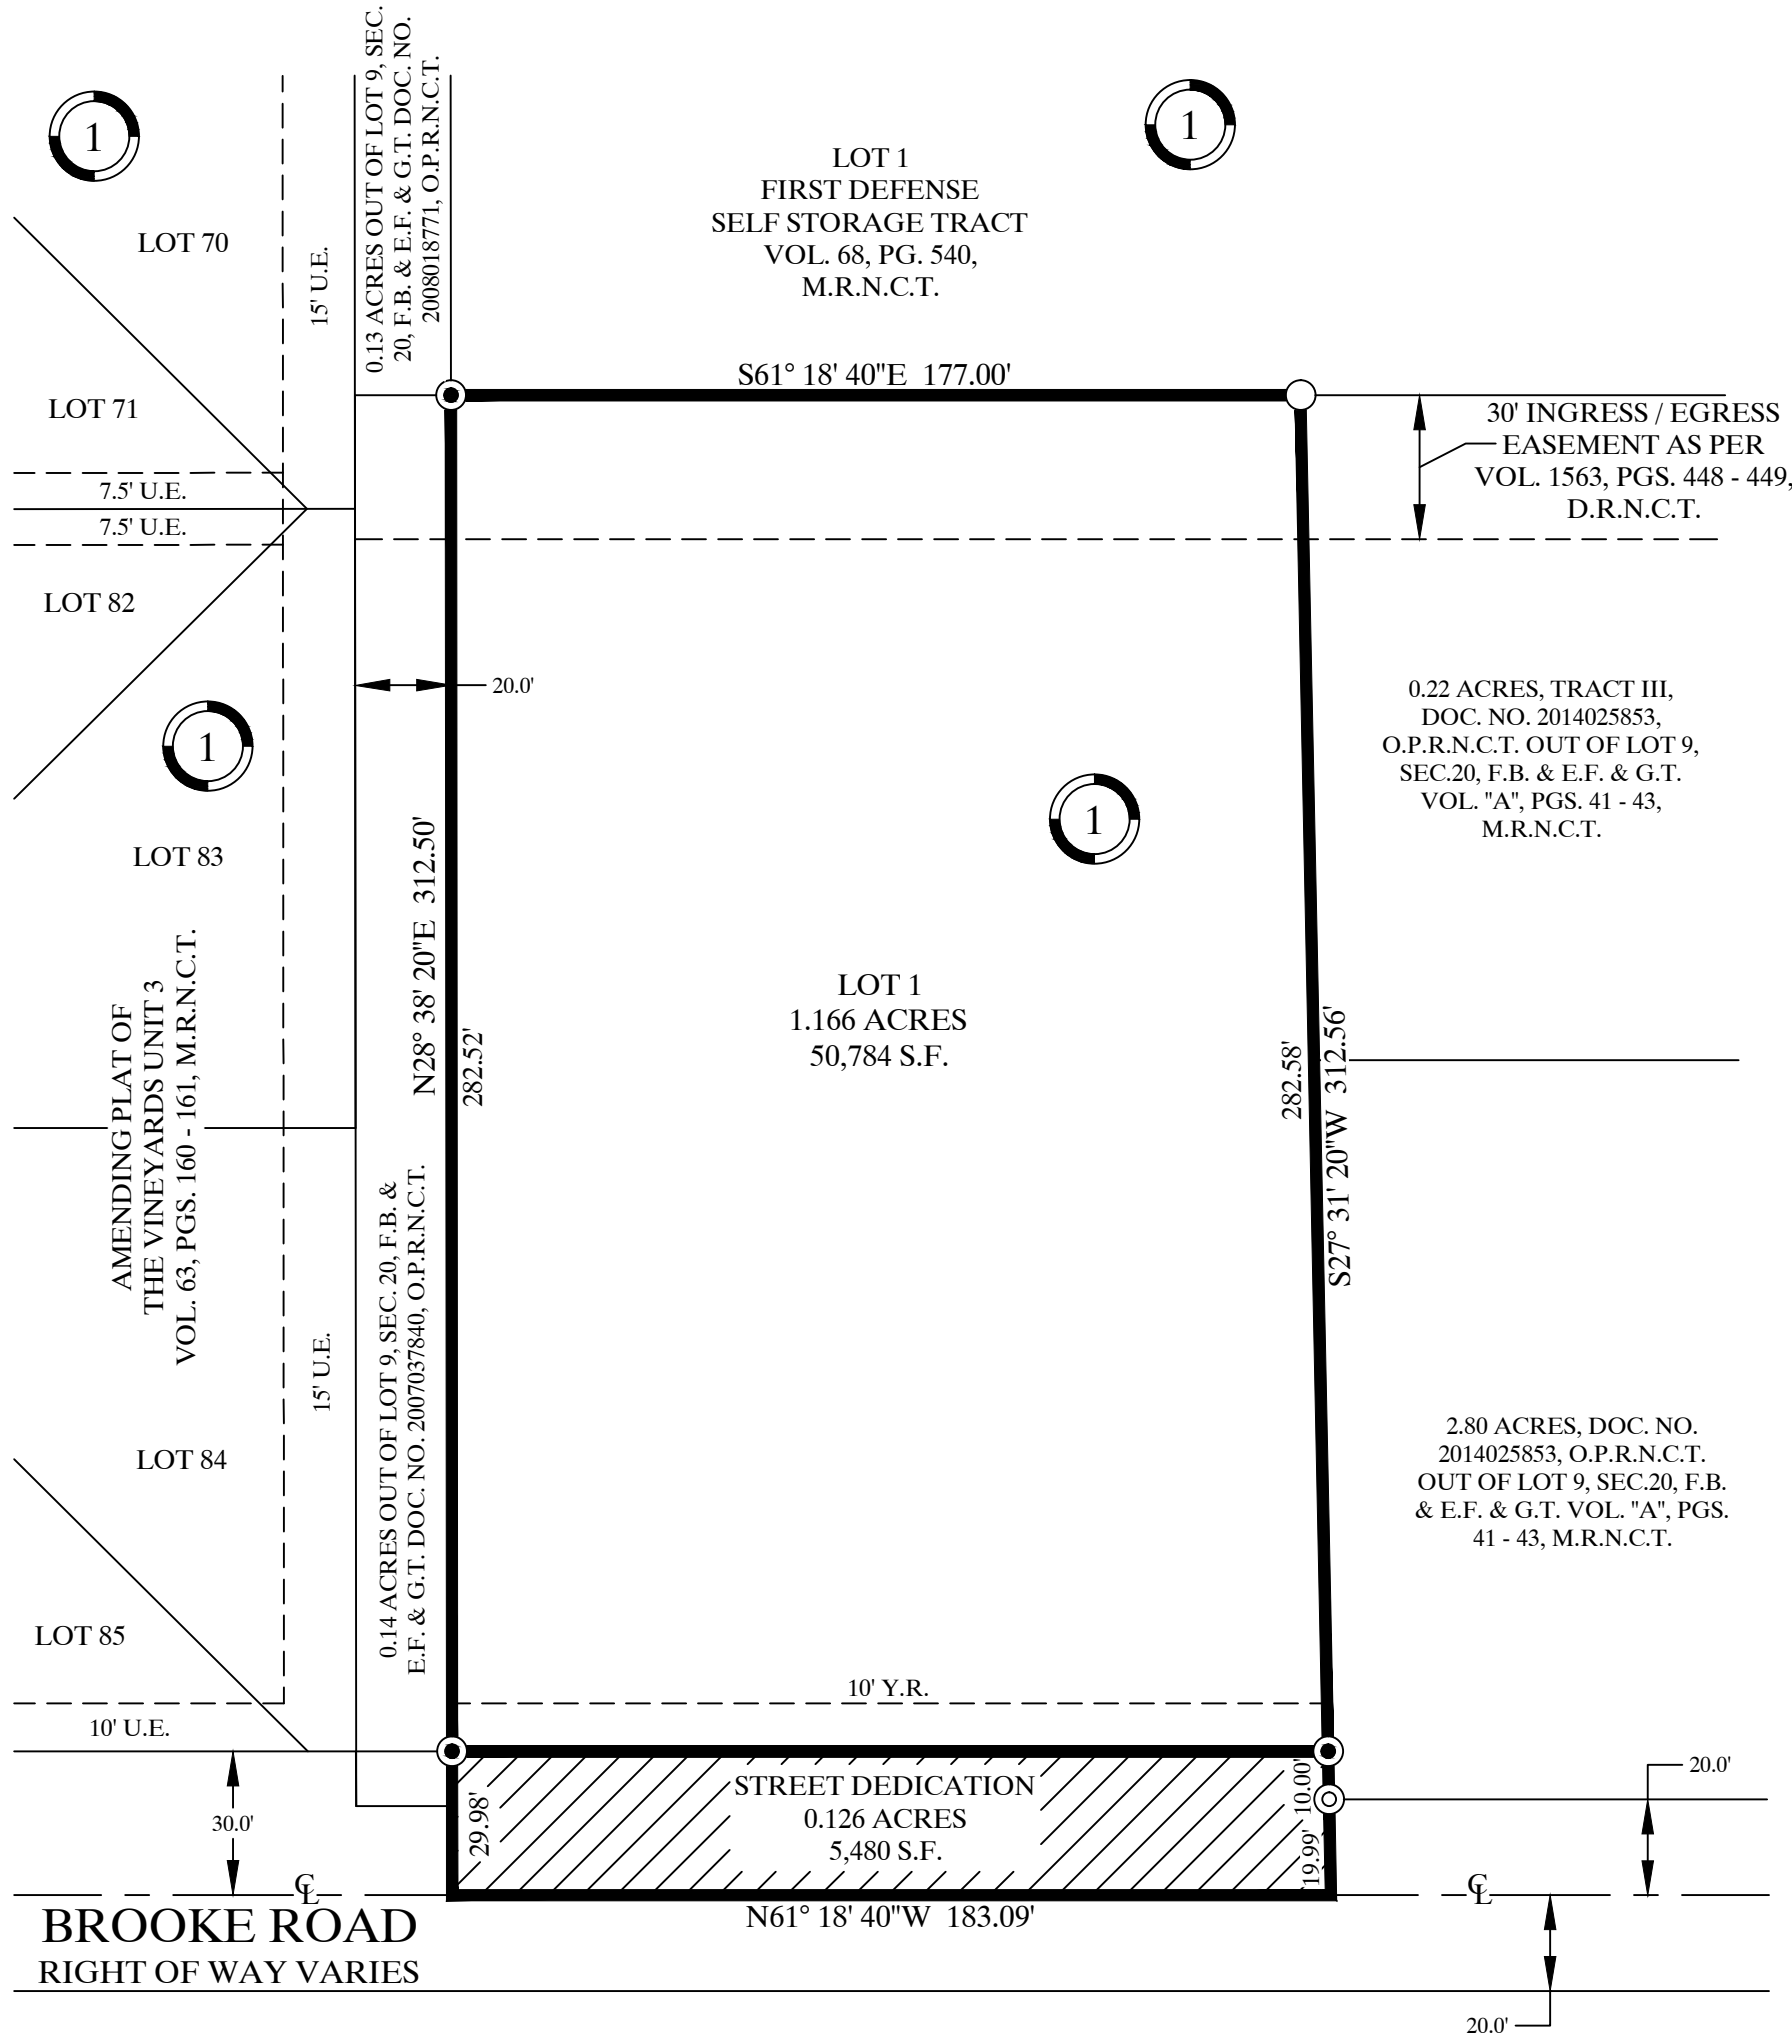 1
1
LOT 1
FIRST DEFENSE
SELF STORAGE TRACT
VOL. 68, PG. 540,
M.R.N.C.T.
0.13 ACRES OUT OF LOT 9, SEC.
20, F.B. & E.F. & G.T. DOC. NO.
2008018771, O.P.R.N.C.T.
LOT 70
15' U.E.
S61° 18' 40"E 177.00'
LOT 71
30' INGRESS / EGRESS
EASEMENT AS PER
VOL. 1563, PGS. 448 - 449,
D.R.N.C.T.
7.5' U.E.
7.5' U.E.
LOT 82
20.0'
0.22 ACRES, TRACT III,
DOC. NO. 2014025853,
O.P.R.N.C.T. OUT OF LOT 9,
SEC.20, F.B. & E.F. & G.T.
VOL. "A", PGS. 41 - 43,
M.R.N.C.T.
1
1
LOT 83
N28° 38' 20"E 312.50'
282.52'
LOT 1
1.166 ACRES
50,784 S.F.
282.58'
S27° 31' 20"W 312.56'
AMENDING PLAT OF
THE VINEYARDS UNIT 3
VOL. 63, PGS. 160 - 161, M.R.N.C.T.
15' U.E.
0.14 ACRES OUT OF LOT 9, SEC. 20, F.B. &
E.F. & G.T. DOC. NO. 2007037840, O.P.R.N.C.T.
2.80 ACRES, DOC. NO.
2014025853, O.P.R.N.C.T.
OUT OF LOT 9, SEC.20, F.B.
& E.F. & G.T. VOL. "A", PGS.
41 - 43, M.R.N.C.T.
LOT 84
LOT 85
10' Y.R.
10' U.E.
30.0'
29.98'
STREET DEDICATION
0.126 ACRES
5,480 S.F.
10.00'
19.99'
20.0'
CL
CL
BROOKE ROAD
RIGHT OF WAY VARIES
N61° 18' 40"W 183.09'
20.0'